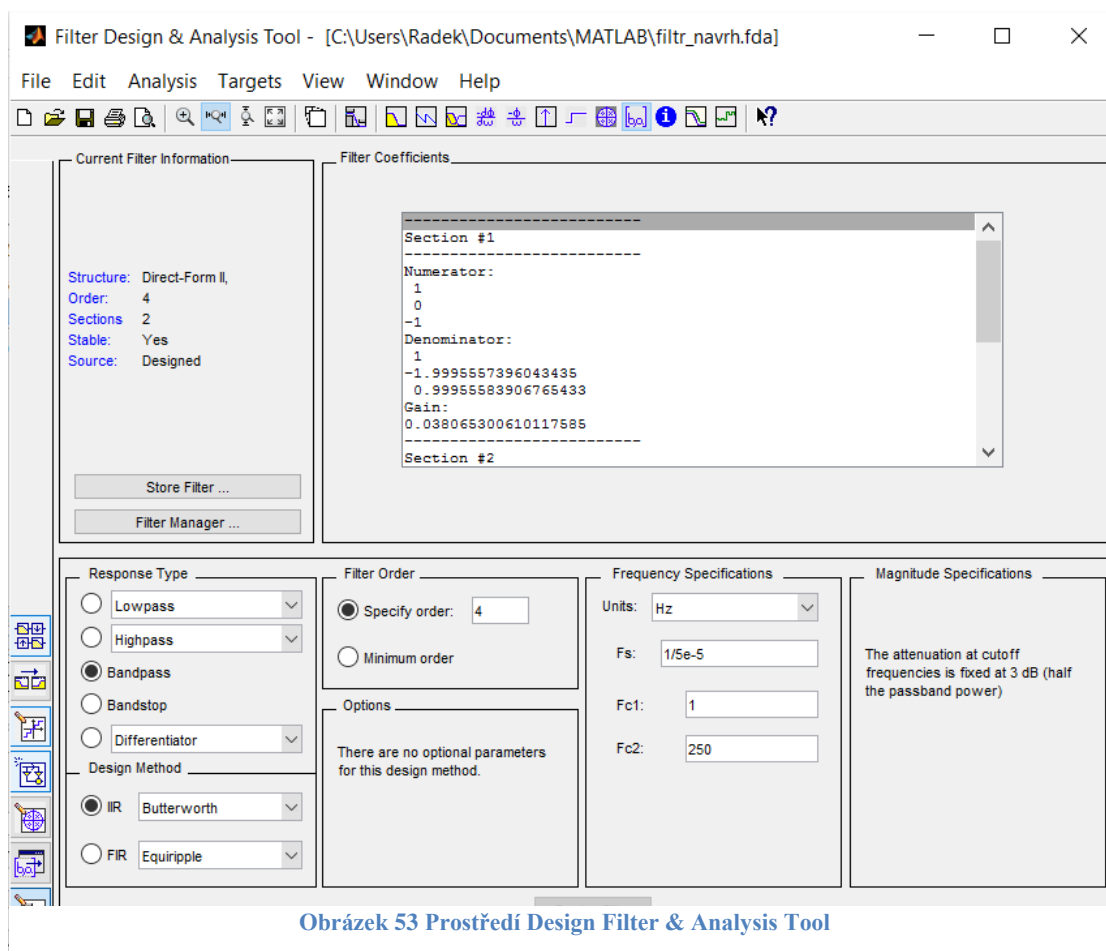 Filter Design & Analysis Tool - [C:\Users\Radek\Documents\MATLAB\filtr_navrh.fda]
File Edit Analysis Targets View Window Help
Current Filter Information
Structure: Direct-Form II,
Order: 4
Sections 2
Stable: Yes
Source: Designed
Store Filter ...
Filter Manager ...
Filter Coefficients
--------------------------
Section #1
--------------------------
Numerator:
1
0
-1
Denominator:
1
-1.9995557396043435
0.99955583906765433
Gain:
0.038065300610117585
--------------------------
Section #2
Response Type
Lowpass
Highpass
Bandpass
Bandstop
Differentiator
Design Method
IIR Butterworth
FIR Equiripple
Filter Order
Specify order: 4
Minimum order
Options
There are no optional parameters
for this design method.
Frequency Specifications
Units: Hz
Fs: 1/5e-5
Fc1: 1
Fc2: 250
Magnitude Specifications
The attenuation at cutoff
frequencies is fixed at 3 dB (half
the passband power)
Obrázek 53 Prostředí Design Filter & Analysis Tool